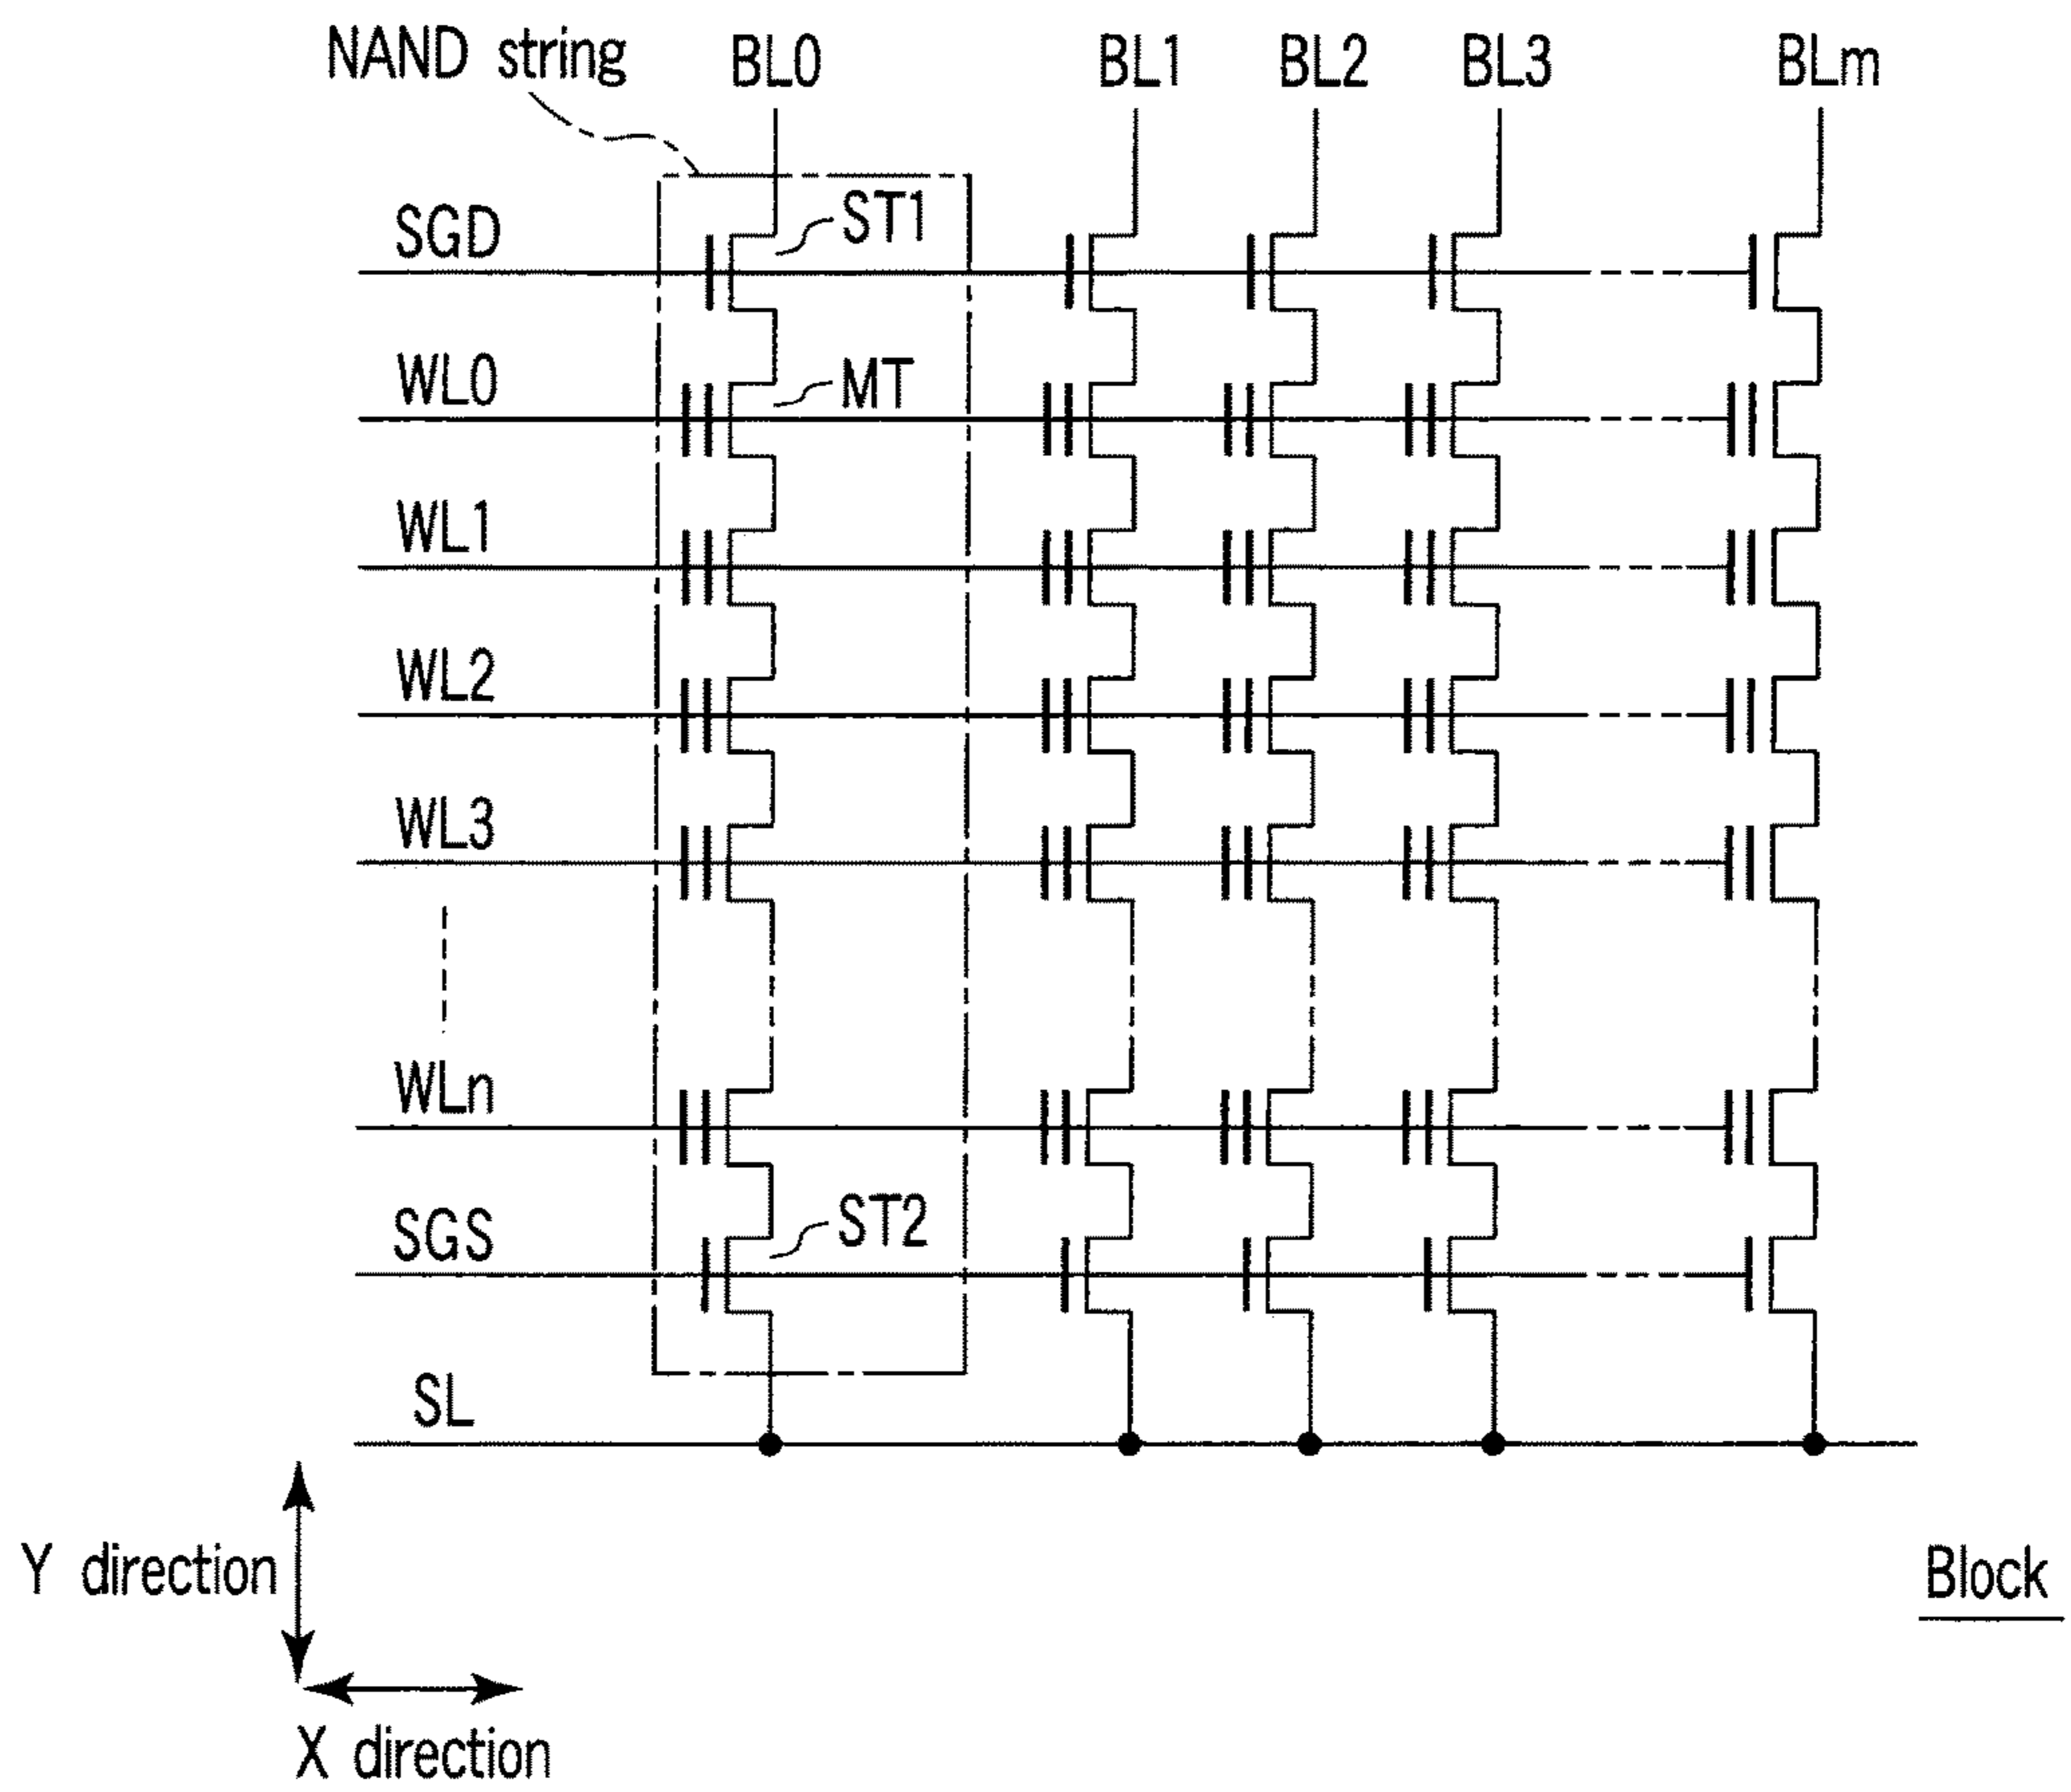 NAND string
BL0
BL1
BL2
BL3
BLm
SGD
ST1
WL0
MT
WL1
WL2
WL3
WLn
SGS
ST2
SL
Y direction
X direction
Block